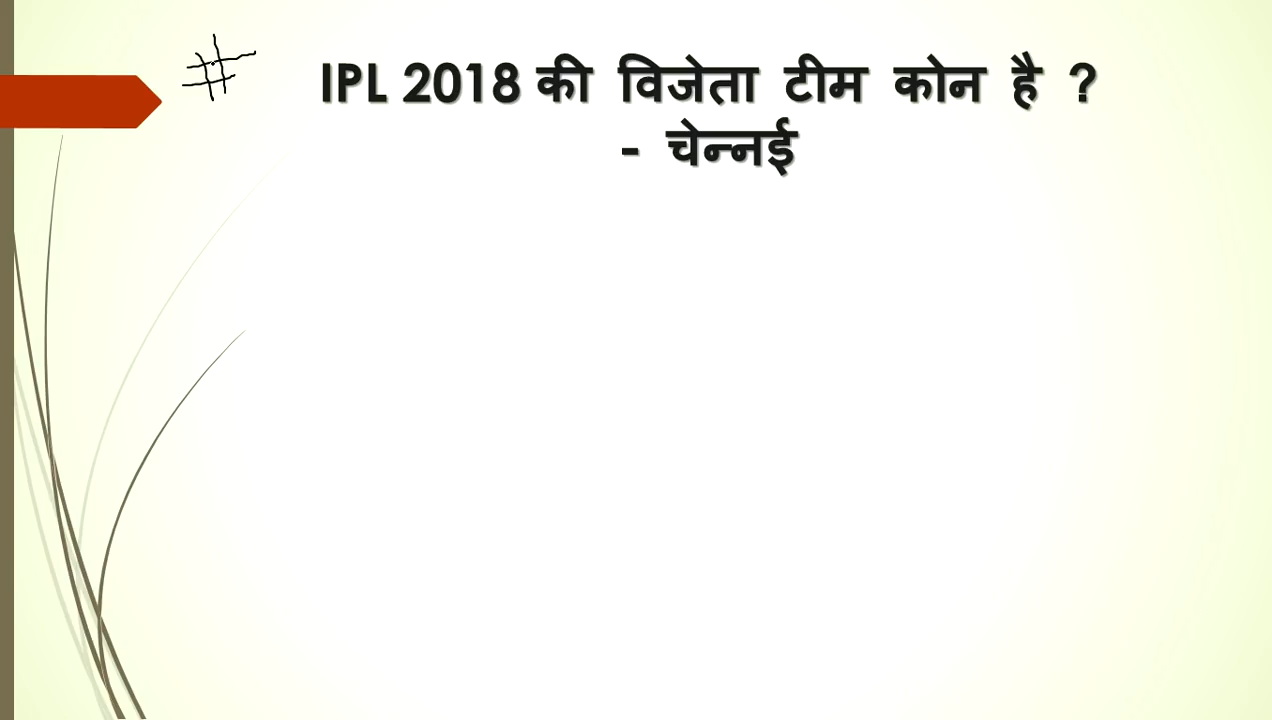 # IPL 2018 की विजेता टीम कोन है ?
- चेन्नई